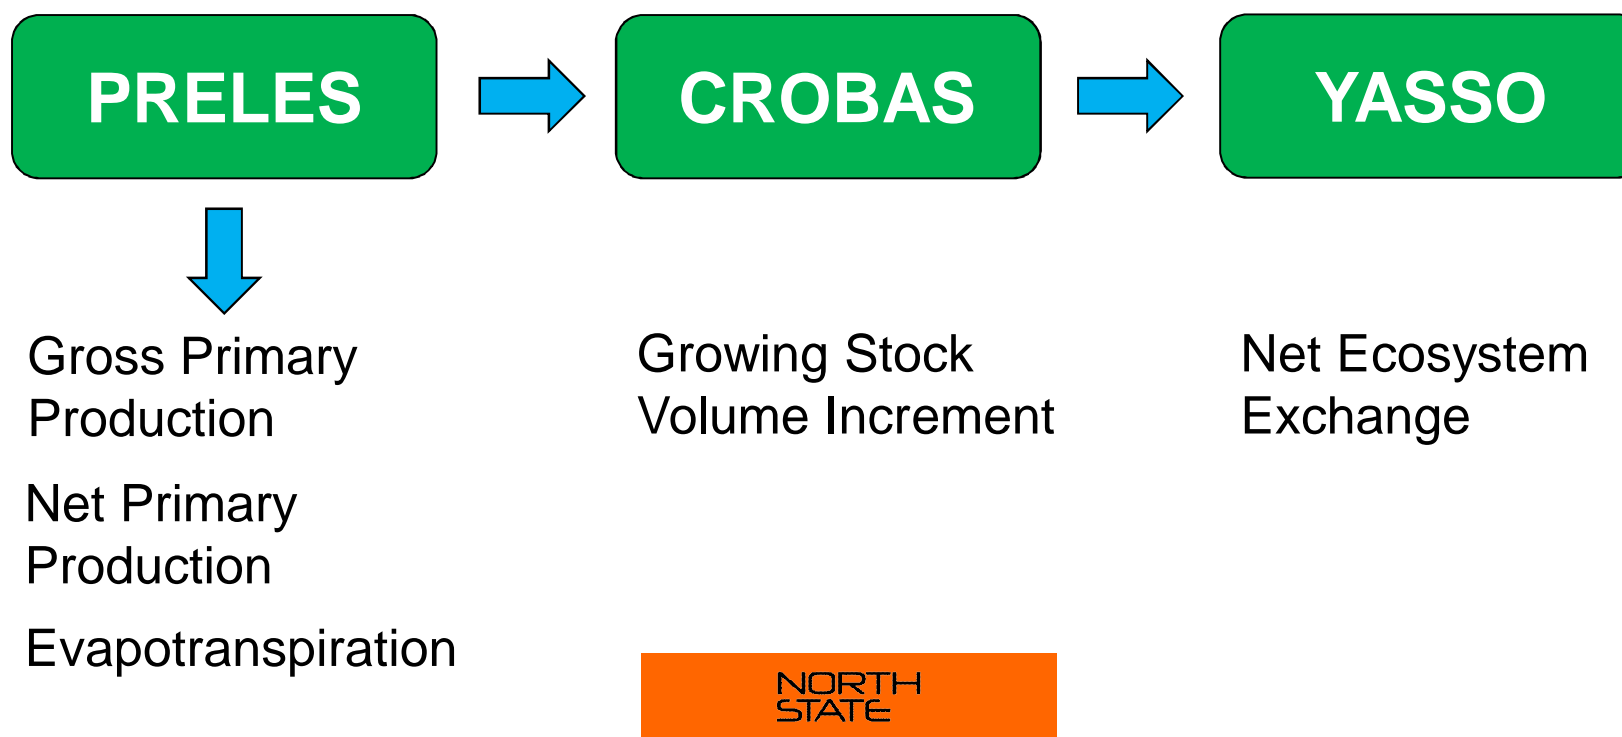 PRELES
CROBAS
YASSO
Gross Primary
Production
Net Primary
Production
Evapotranspiration
Growing Stock
Volume Increment
Net Ecosystem
Exchange
NORTH
STATE